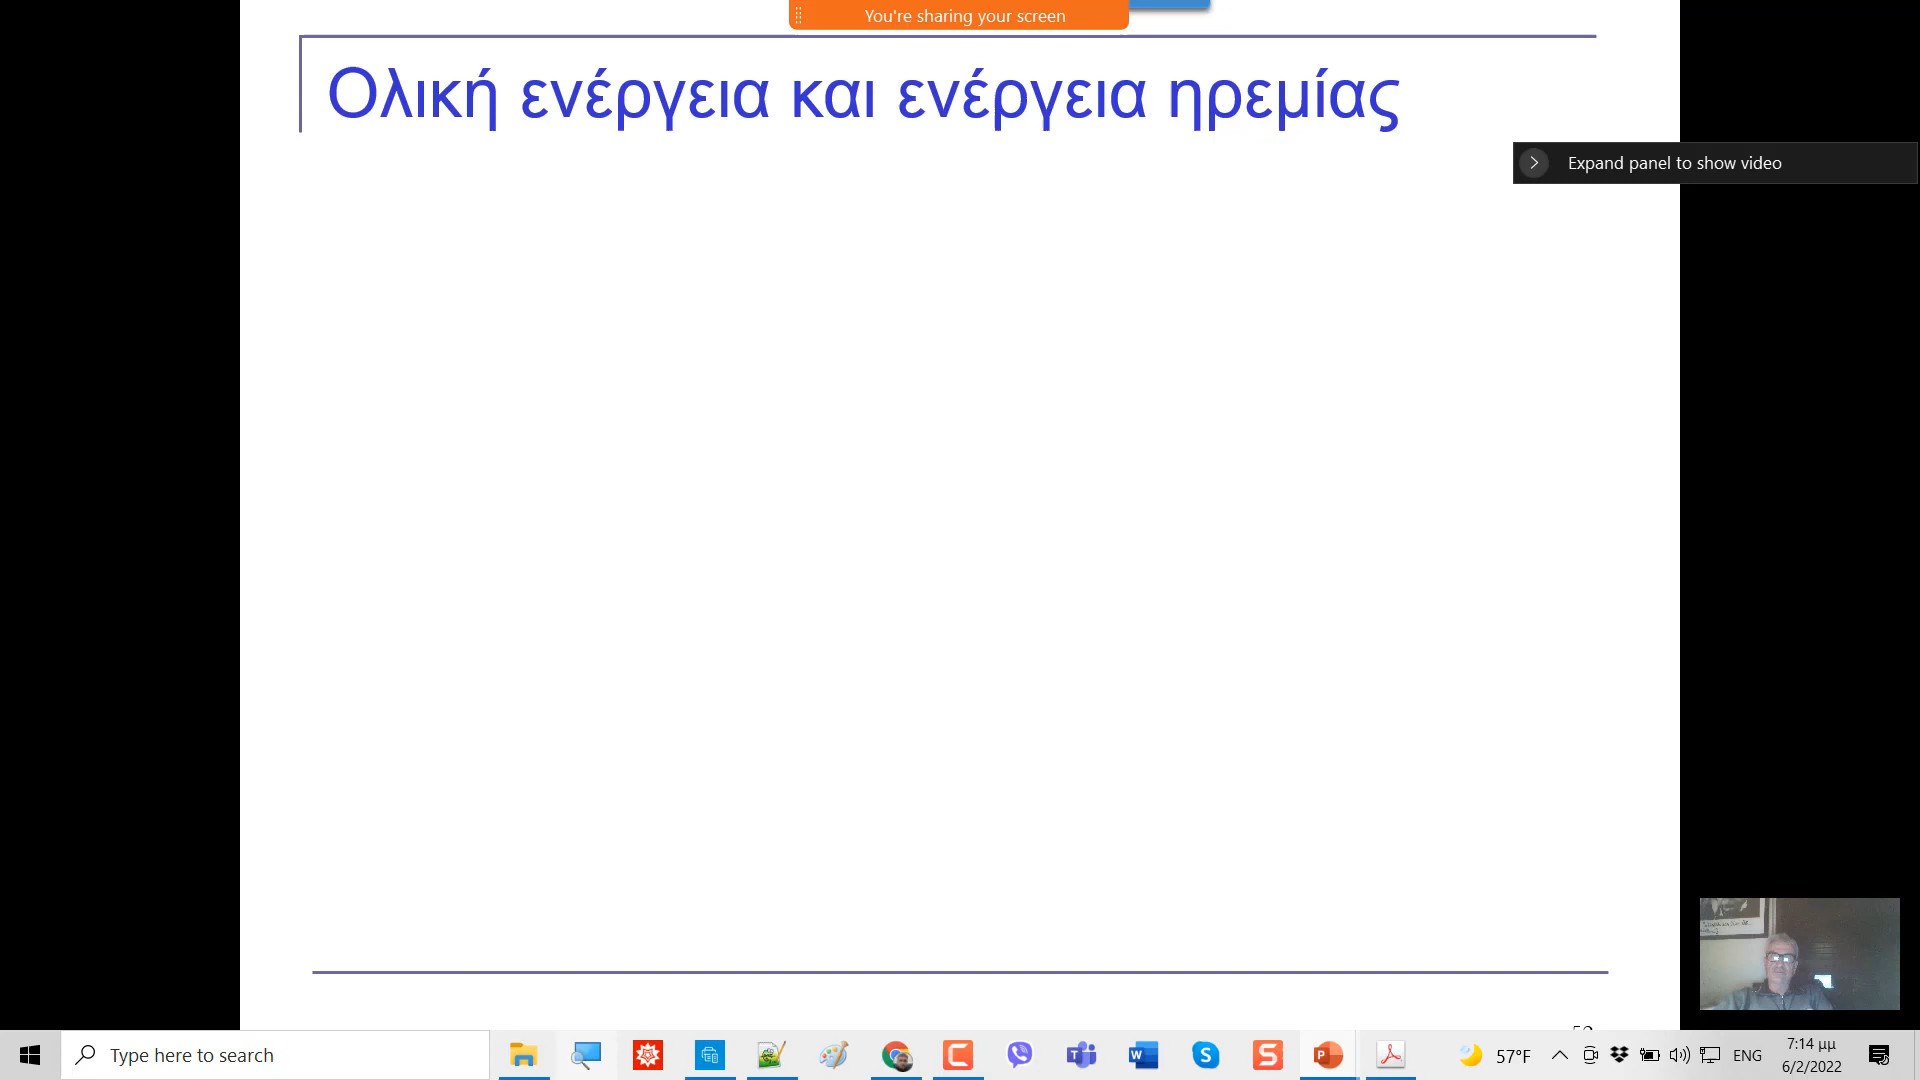 You're sharing your screen
Ολική ενέργεια και ενέργεια ηρεμίας
Expand panel to show video
Type here to search
57°F
ENG
7:14 μμ
6/2/2022